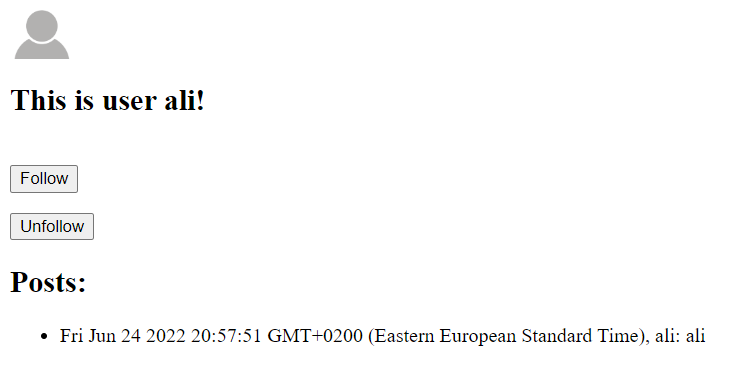 This is user ali!
Follow
Unfollow
Posts:
Fri Jun 24 2022 20:57:51 GMT+0200 (Eastern European Standard Time), ali: ali